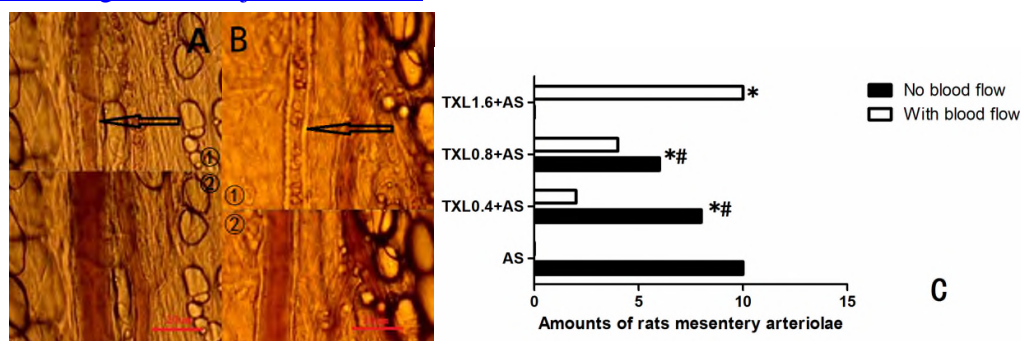 A
B
①
②
①
②
TXL1.6+AS
*
TXL0.8+AS
*#
TXL0.4+AS
*#
AS
0
5
10
15
Amounts of rats mesentery arteriolae
No blood flow
With blood flow
C